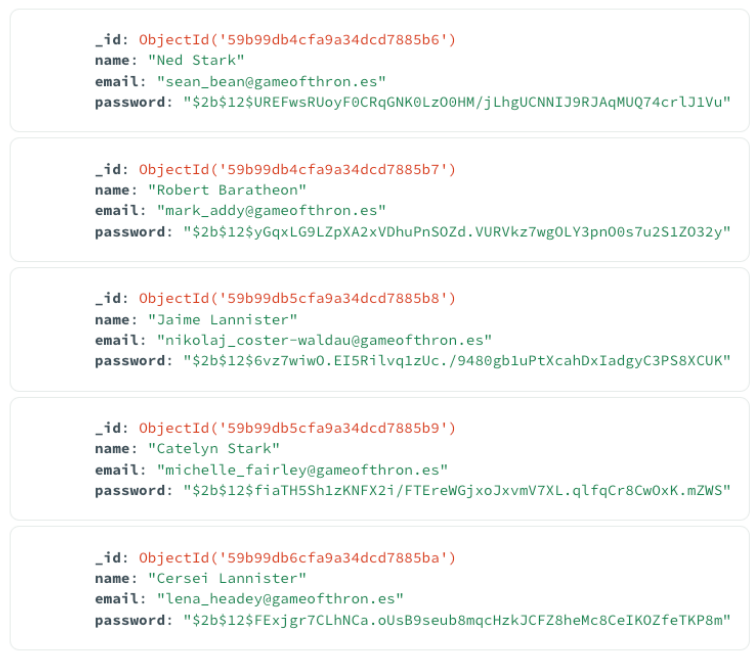 _id: ObjectId('59b99db4cfa9a34dcd7885b6')
name: "Ned Stark"
email: "sean_bean@gameofthron.es"
password: "$2b$12$UREFwsRUoyF0CRqGNK0LzO0HM/jLhgUCNNIJ9RJAqMUQ74crlJ1Vu"
_id: ObjectId('59b99db4cfa9a34dcd7885b7')
name: "Robert Baratheon"
email: "mark_addy@gameofthron.es"
password: "$2b$12$yGqxLG9LZpXA2xVDhuPnSOZd.VURVkz7wgOLY3pnO0s7u2S1ZO32y"
_id: ObjectId('59b99db5cfa9a34dcd7885b8')
name: "Jaime Lannister"
email: "nikolaj_coster-waldau@gameofthron.es"
password: "$2b$12$6vz7wiwO.EI5Rilvq1zUc./9480gb1uPtXcahDxIadgyC3PS8XCUK"
_id: ObjectId('59b99db5cfa9a34dcd7885b9')
name: "Catelyn Stark"
email: "michelle_fairley@gameofthron.es"
password: "$2b$12$fiaTH5Sh1zKNFX2i/FTEreWGjxoJxvmV7XL.qlfqCr8CwOxK.mZWS"
_id: ObjectId('59b99db6cfa9a34dcd7885ba')
name: "Cersei Lannister"
email: "lena_headey@gameofthron.es"
password: "$2b$12$FExjgr7CLhNCa.oUsB9seub8mqcHzkJCFZ8heMc8CeIKOZfeTKP8m"